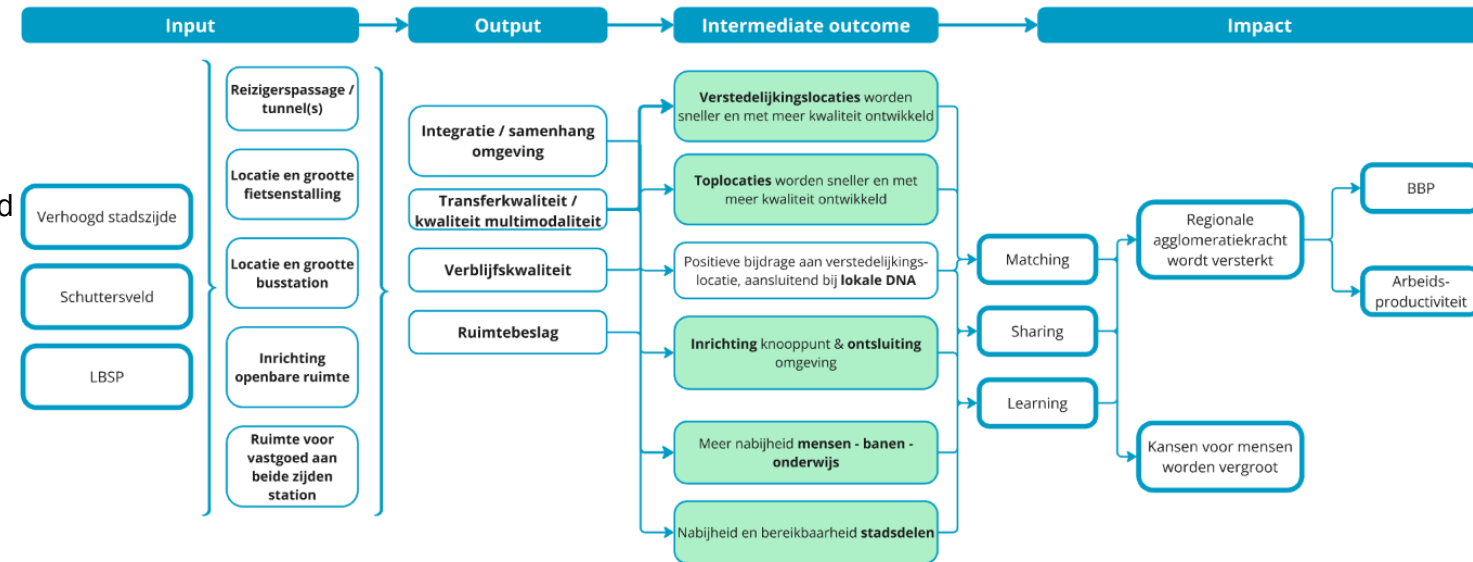 Input
Output
Intermediate outcome
Impact
d
Verhoogd stadszijde
Schuttersveld
LBSP
Reizigerspassage /
tunnel(s)
Locatie en grootte
fietsenstalling
Locatie en grootte
busstation
Inrichting
openbare ruimte
Ruimte voor
vastgoed aan
beide zijden
station
Integratie / samenhang
omgeving
Transferkwaliteit /
kwaliteit multimodaliteit
Verblijfskwaliteit
Ruimtebeslag
Verstedelijkingslocaties worden
sneller en met meer kwaliteit ontwikkeld
Toplocaties worden sneller en met
meer kwaliteit ontwikkeld
Positieve bijdrage aan verstedelijkings-
locatie, aansluitend bij lokale DNA
Inrichting knooppunt & ontsluiting
omgeving
Meer nabijheid mensen - banen -
onderwijs
Nabijheid en bereikbaarheid stadsdelen
Matching
Sharing
Learning
Regionale
agglomeratiekracht
wordt versterkt
Kansen voor mensen
worden vergroot
BBP
Arbeids-
productiviteit